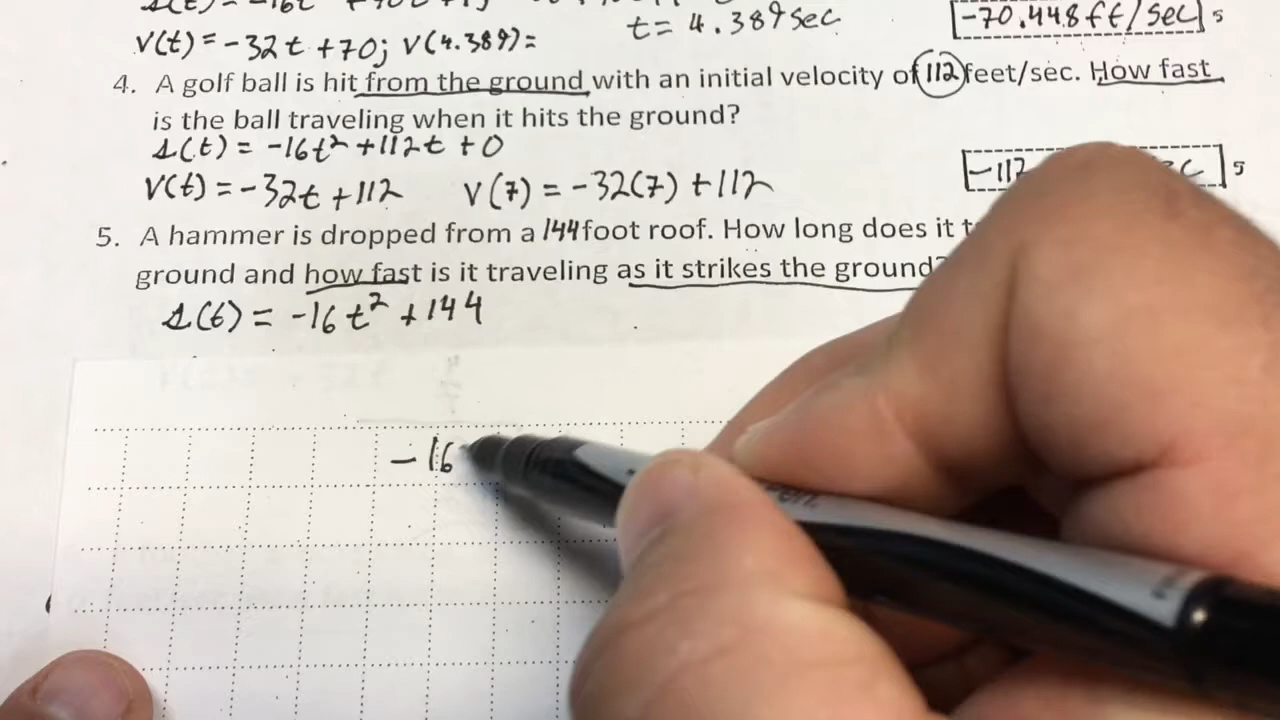 t = 4.389 sec
-70.448 ft/sec 5
V(t) = -32t + 70; V(4.389) =
4. A golf ball is hit from the ground with an initial velocity of 112 feet/sec. How fast
is the ball traveling when it hits the ground?
s(t) = -16t² + 112t + 0
-112 5
V(t) = -32t + 112 V(7) = -32(7) + 112
5. A hammer is dropped from a 144 foot roof. How long does it
ground and how fast is it traveling as it strikes the ground?
s(t) = -16t² + 144
-16